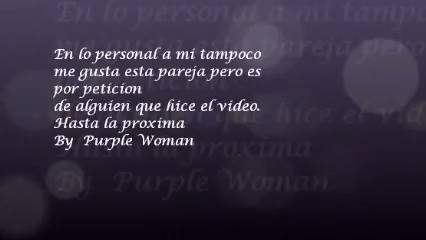 En lo personal a mi tampoco
me gusta esta pareja pero es
por peticion
de alguien que hice el video.
Hasta la proxima
By Purple Woman